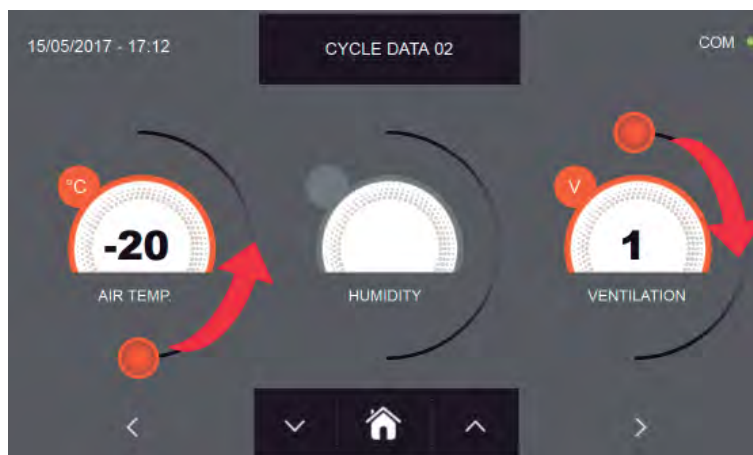 15/05/2017 - 17:12
CYCLE DATA 02
COM
°C
-20
AIR TEMP.
HUMIDITY
V
1
VENTILATION